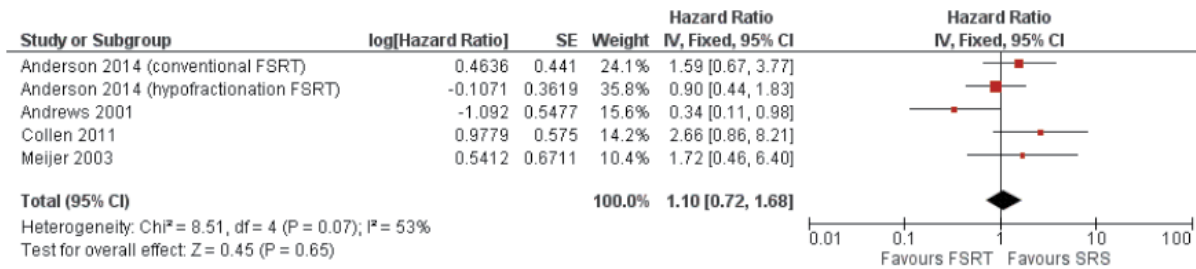 Hazard Ratio Hazard Ratio
Study or Subgroup log[Hazard Ratio] SE Weight IV, Fixed, 95% CI IV, Fixed, 95% CI
Anderson 2014 (conventional FSRT) 0.4636 0.441 24.1% 1.59 [0.67, 3.77]
Anderson 2014 (hypofractionation FSRT) -0.1071 0.3619 35.8% 0.90 [0.44, 1.83]
Andrews 2001 -1.092 0.5477 15.6% 0.34 [0.11, 0.98]
Collen 2011 0.9779 0.575 14.2% 2.66 [0.86, 8.21]
Meijer 2003 0.5412 0.6711 10.4% 1.72 [0.46, 6.40]
Total (95% CI) 100.0% 1.10 [0.72, 1.68]
Heterogeneity: Chi² = 8.51, df = 4 (P = 0.07); I² = 53%
Test for overall effect: Z = 0.45 (P = 0.65)
0.01 0.1 1 10 100
Favours FSRT Favours SRS